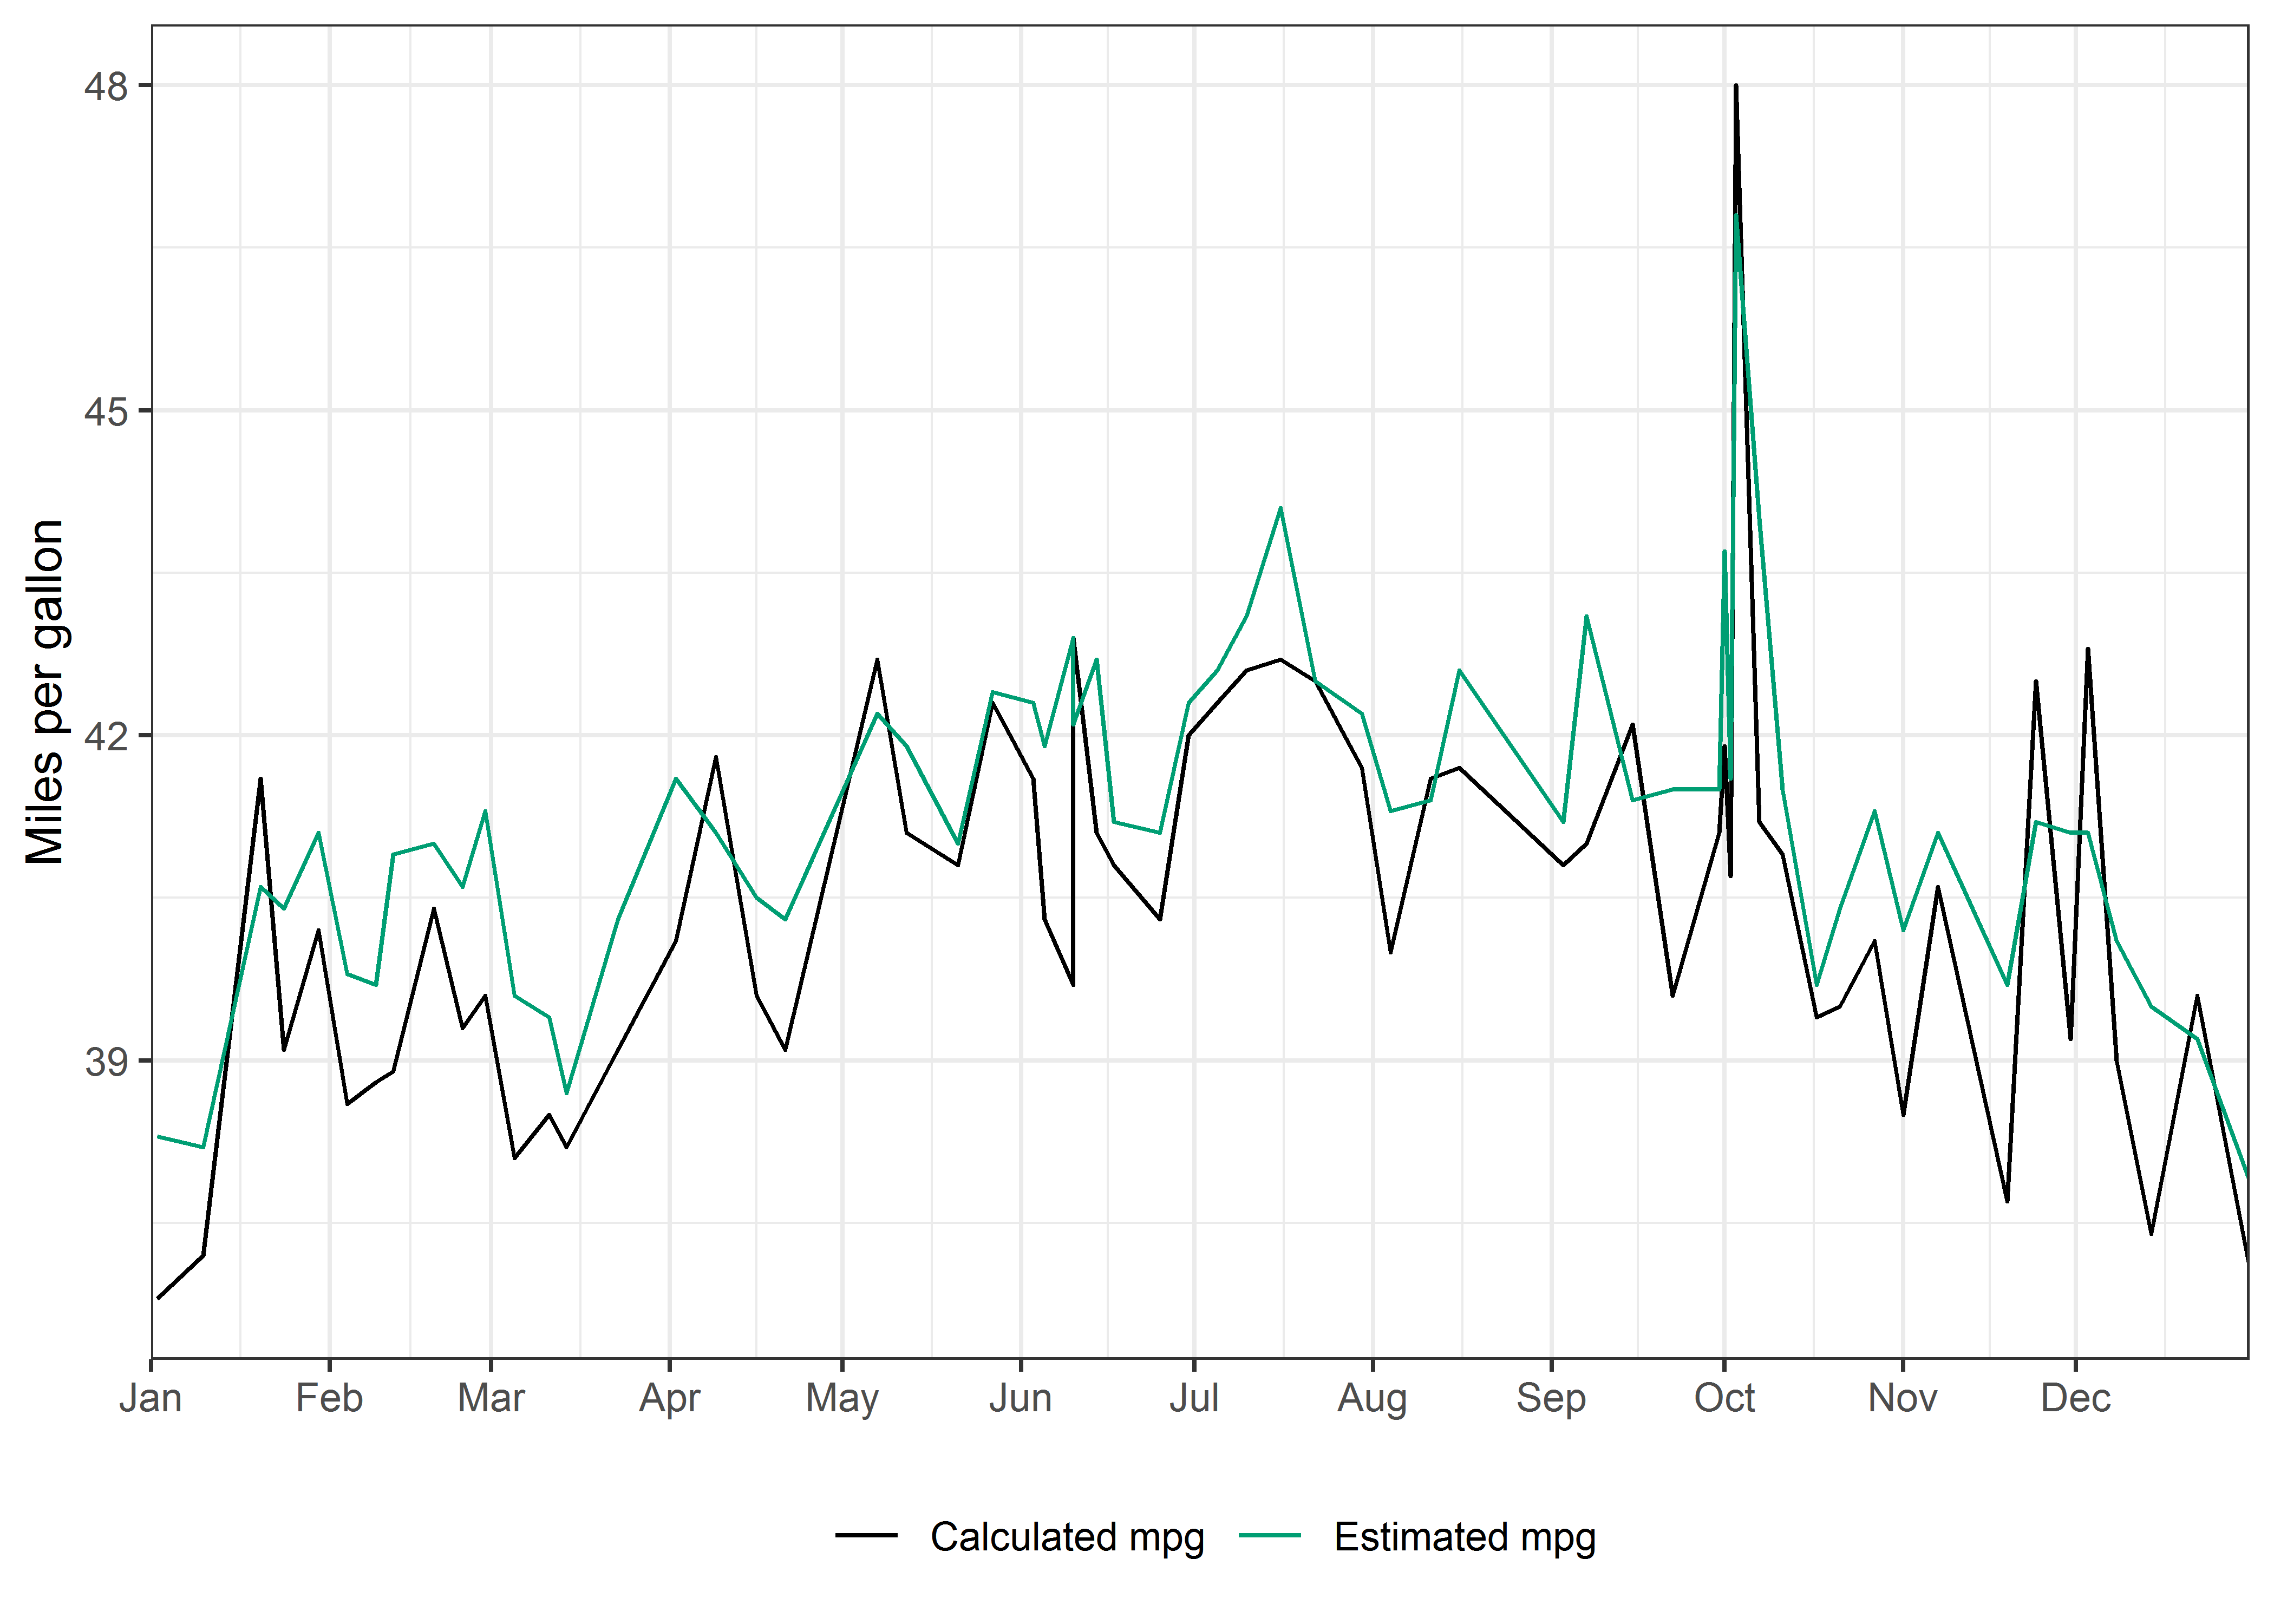 Miles per gallon
48
45
42
39
Jan Feb Mar Apr May Jun Jul Aug Sep Oct Nov Dec
Calculated mpg Estimated mpg